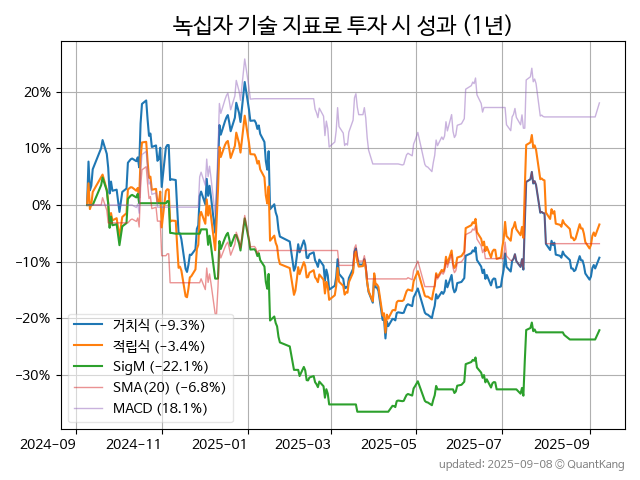 녹십자 기술 지표로 투자 시 성과 (1년)
20%
10%
0%
−10%
−20%
−30%
거치식 (−9.3%)
적립식 (−3.4%)
SigM (−22.1%)
SMA(20) (−6.8%)
MACD (18.1%)
2024-09 2024-11 2025-01 2025-03 2025-05 2025-07 2025-09
updated: 2025-09-08 © QuantKang